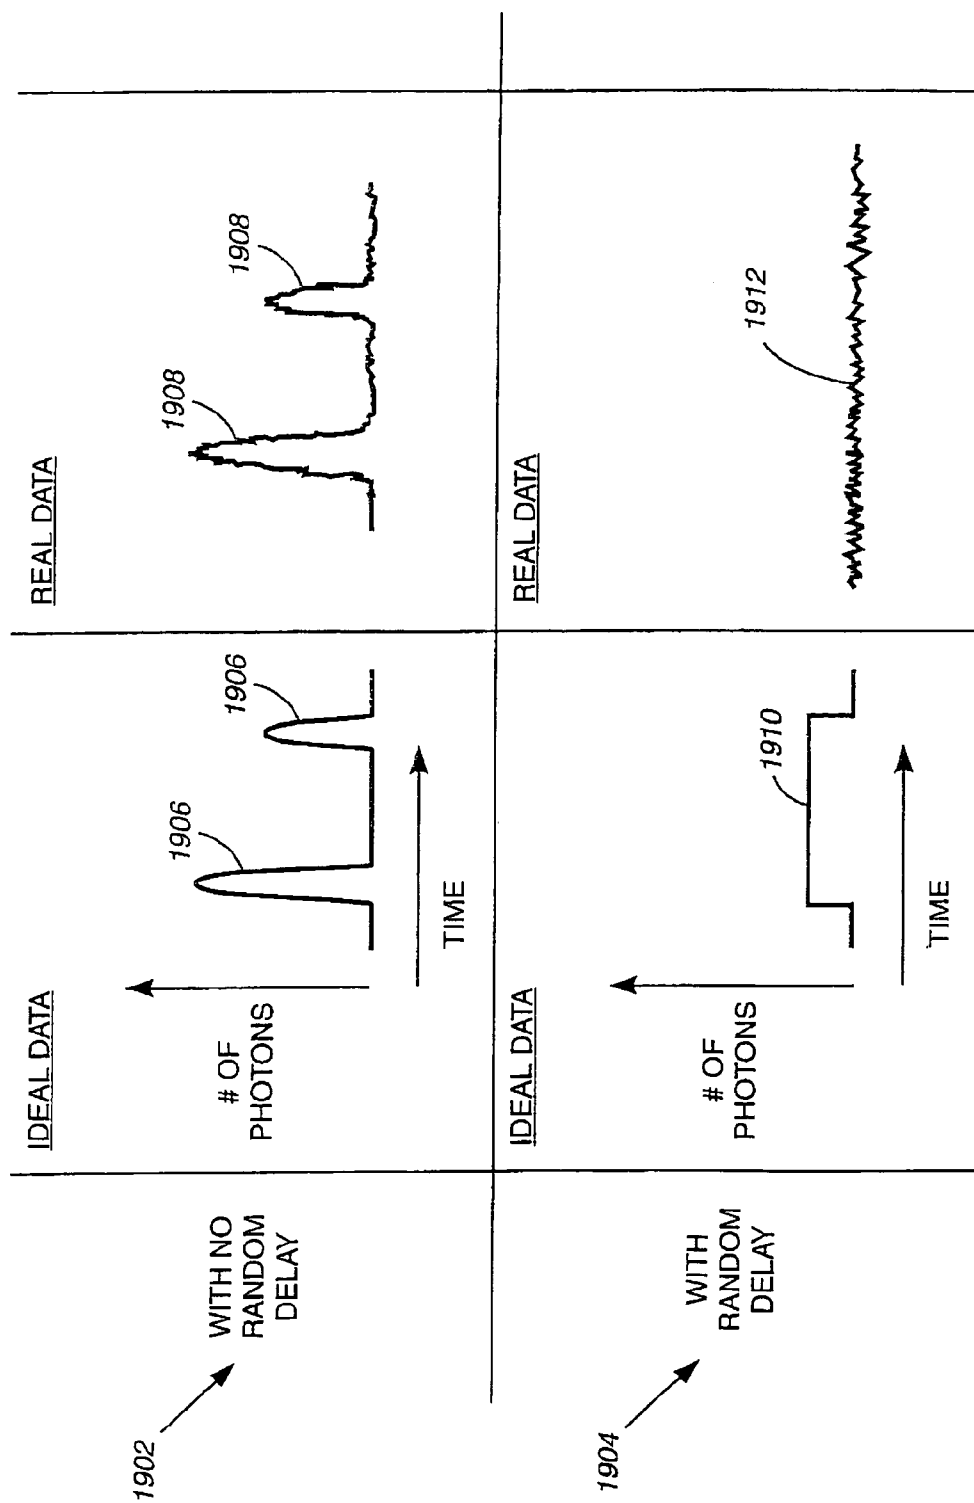 1902
WITH NO
RANDOM
DELAY
IDEAL DATA
# OF
PHOTONS
1906
1906
TIME
REAL DATA
1908
1908
1904
WITH
RANDOM
DELAY
IDEAL DATA
# OF
PHOTONS
1910
TIME
REAL DATA
1912